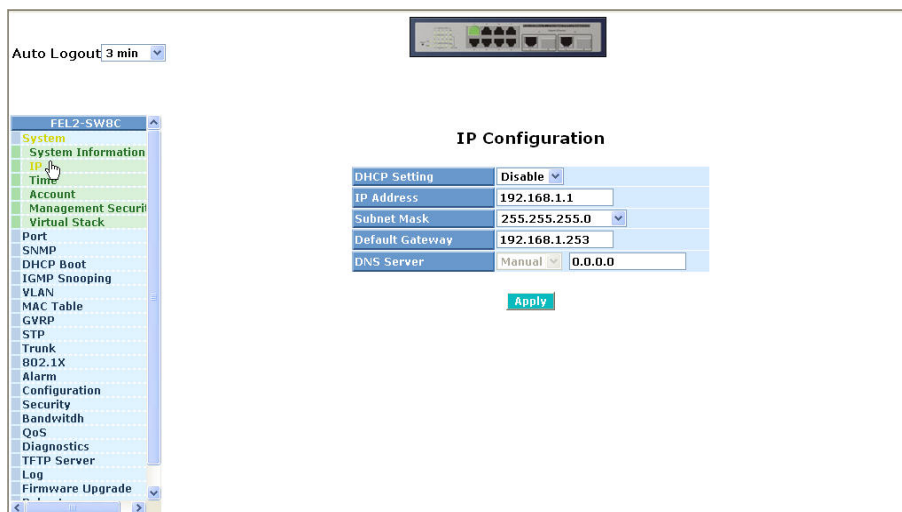 Auto Logout 3 min
FEL2-SW8C
System
System Information
IP
Time
Account
Management Securit
Virtual Stack
Port
SNMP
DHCP Boot
IGMP Snooping
VLAN
MAC Table
GVRP
STP
Trunk
802.1X
Alarm
Configuration
Security
Bandwitdh
QoS
Diagnostics
TFTP Server
Log
Firmware Upgrade
IP Configuration
DHCP Setting Disable
IP Address 192.168.1.1
Subnet Mask 255.255.255.0
Default Gateway 192.168.1.253
DNS Server Manual 0.0.0.0
Apply